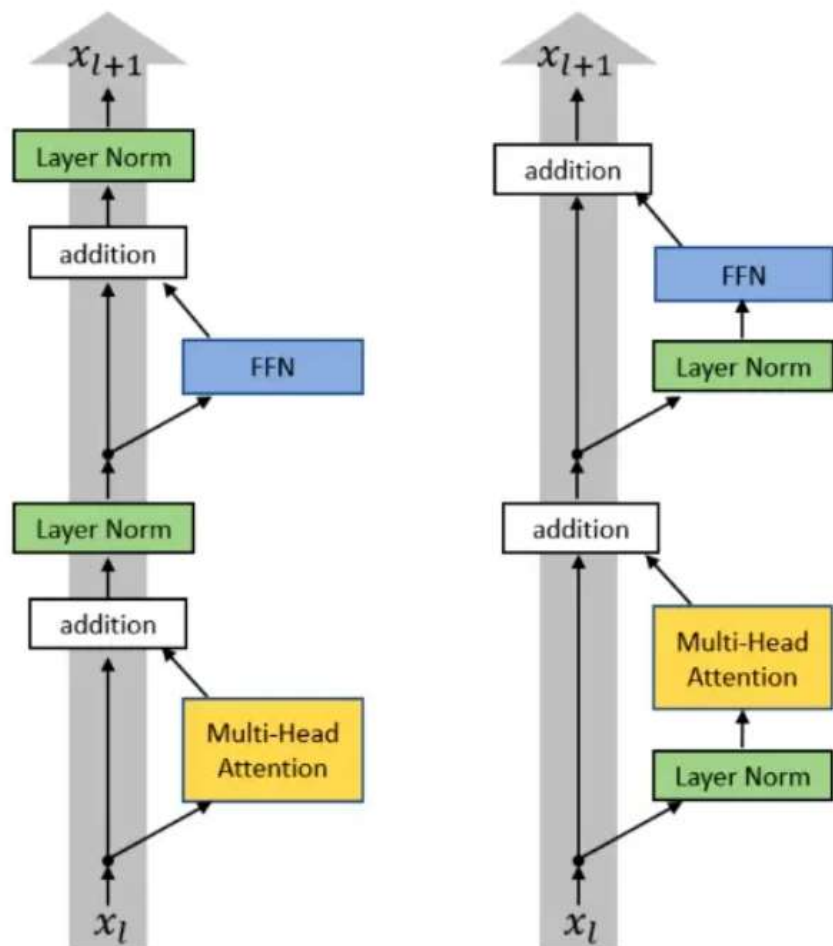 x_{l+1}
Layer Norm
addition
FFN
Layer Norm
addition
Multi-Head
Attention
x_l
x_{l+1}
addition
FFN
Layer Norm
addition
Multi-Head
Attention
Layer Norm
x_l